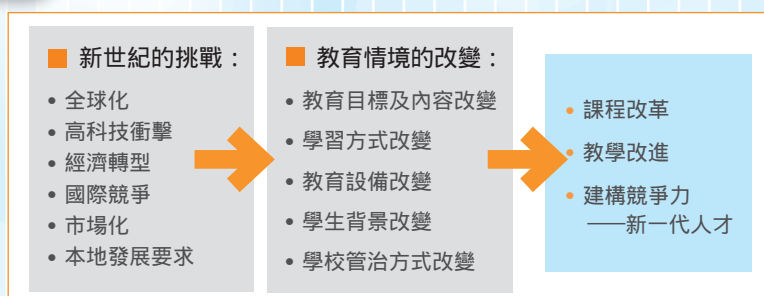 新世紀的挑戰：
• 全球化
• 高科技衝擊
• 經濟轉型
• 國際競爭
• 市場化
• 本地發展要求
教育情境的改變：
• 教育目標及內容改變
• 學習方式改變
• 教育設備改變
• 學生背景改變
• 學校管治方式改變
• 課程改革
• 教學改進
• 建構競爭力
——新一代人才